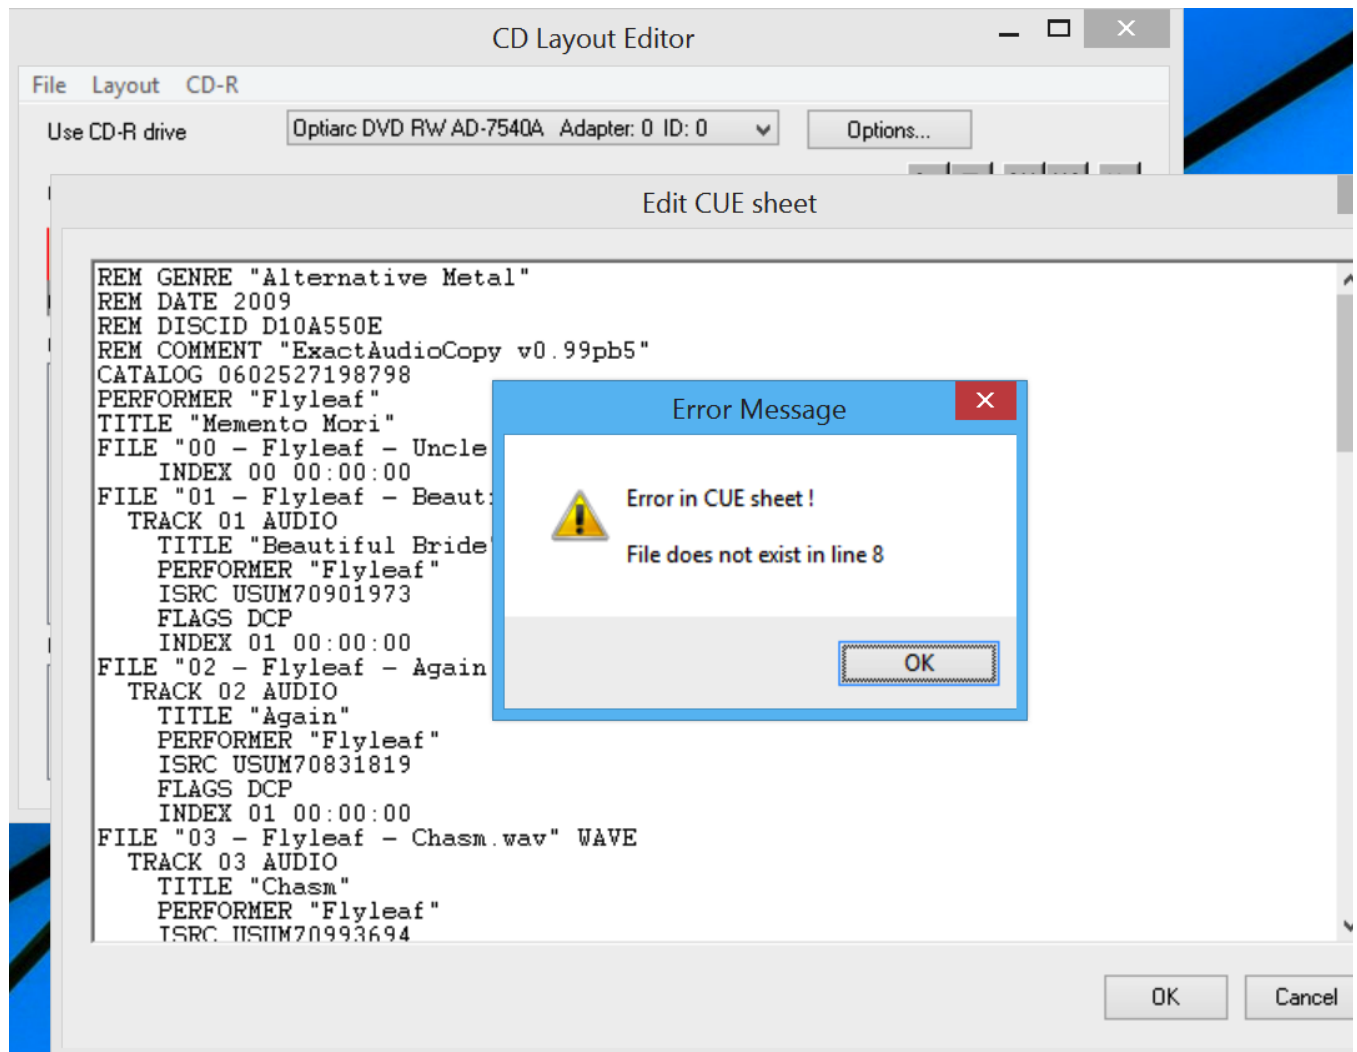 CD Layout Editor
File Layout CD-R
Use CD-R drive
Optiarc DVD RW AD-7540A Adapter: 0 ID: 0
Options...
Edit CUE sheet
REM GENRE "Alternative Metal"
REM DATE 2009
REM DISCID D10A550E
REM COMMENT "ExactAudioCopy v0.99pb5"
CATALOG 0602527198798
PERFORMER "Flyleaf"
TITLE "Memento Mori"
FILE "00 – Flyleaf – Uncle
INDEX 00 00:00:00
FILE "01 – Flyleaf – Beauti
TRACK 01 AUDIO
TITLE "Beautiful Bride"
PERFORMER "Flyleaf"
ISRC USUM70901973
FLAGS DCP
INDEX 01 00:00:00
FILE "02 – Flyleaf – Again
TRACK 02 AUDIO
TITLE "Again"
PERFORMER "Flyleaf"
ISRC USUM70831819
FLAGS DCP
INDEX 01 00:00:00
FILE "03 – Flyleaf – Chasm.wav" WAVE
TRACK 03 AUDIO
TITLE "Chasm"
PERFORMER "Flyleaf"
ISRC USUM70993694
Error Message
Error in CUE sheet !
File does not exist in line 8
OK
OK
Cancel